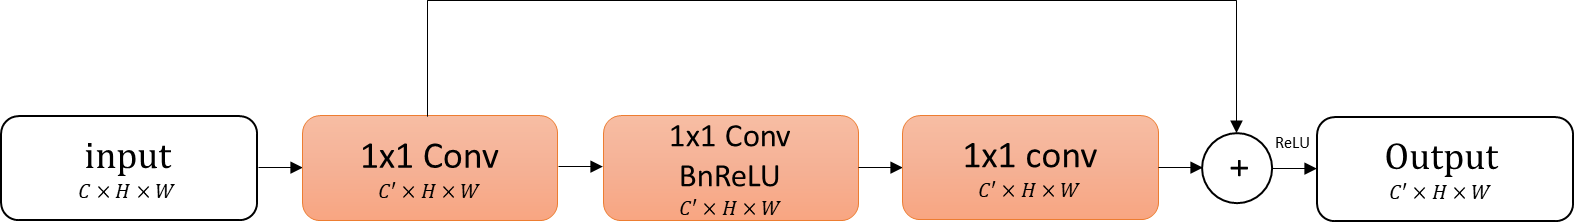 input
C × H × W
1x1 Conv
C′ × H × W
1x1 Conv
BnReLU
C′ × H × W
1x1 conv
C′ × H × W
+
ReLU
Output
C′ × H × W